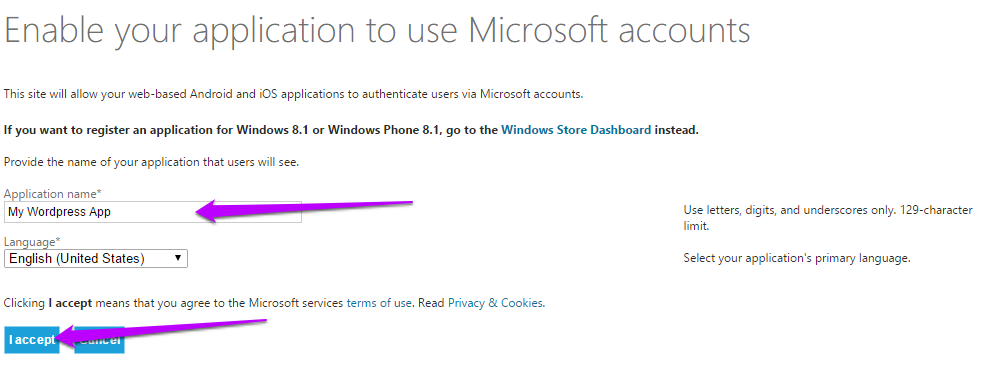 Enable your application to use Microsoft accounts
This site will allow your web-based Android and iOS applications to authenticate users via Microsoft accounts.
If you want to register an application for Windows 8.1 or Windows Phone 8.1, go to the Windows Store Dashboard instead.
Provide the name of your application that users will see.
Application name*
My Wordpress App
Use letters, digits, and underscores only. 129-character
limit.
Language*
English (United States)
Select your application's primary language.
Clicking I accept means that you agree to the Microsoft services terms of use. Read Privacy & Cookies.
I accept Cancel